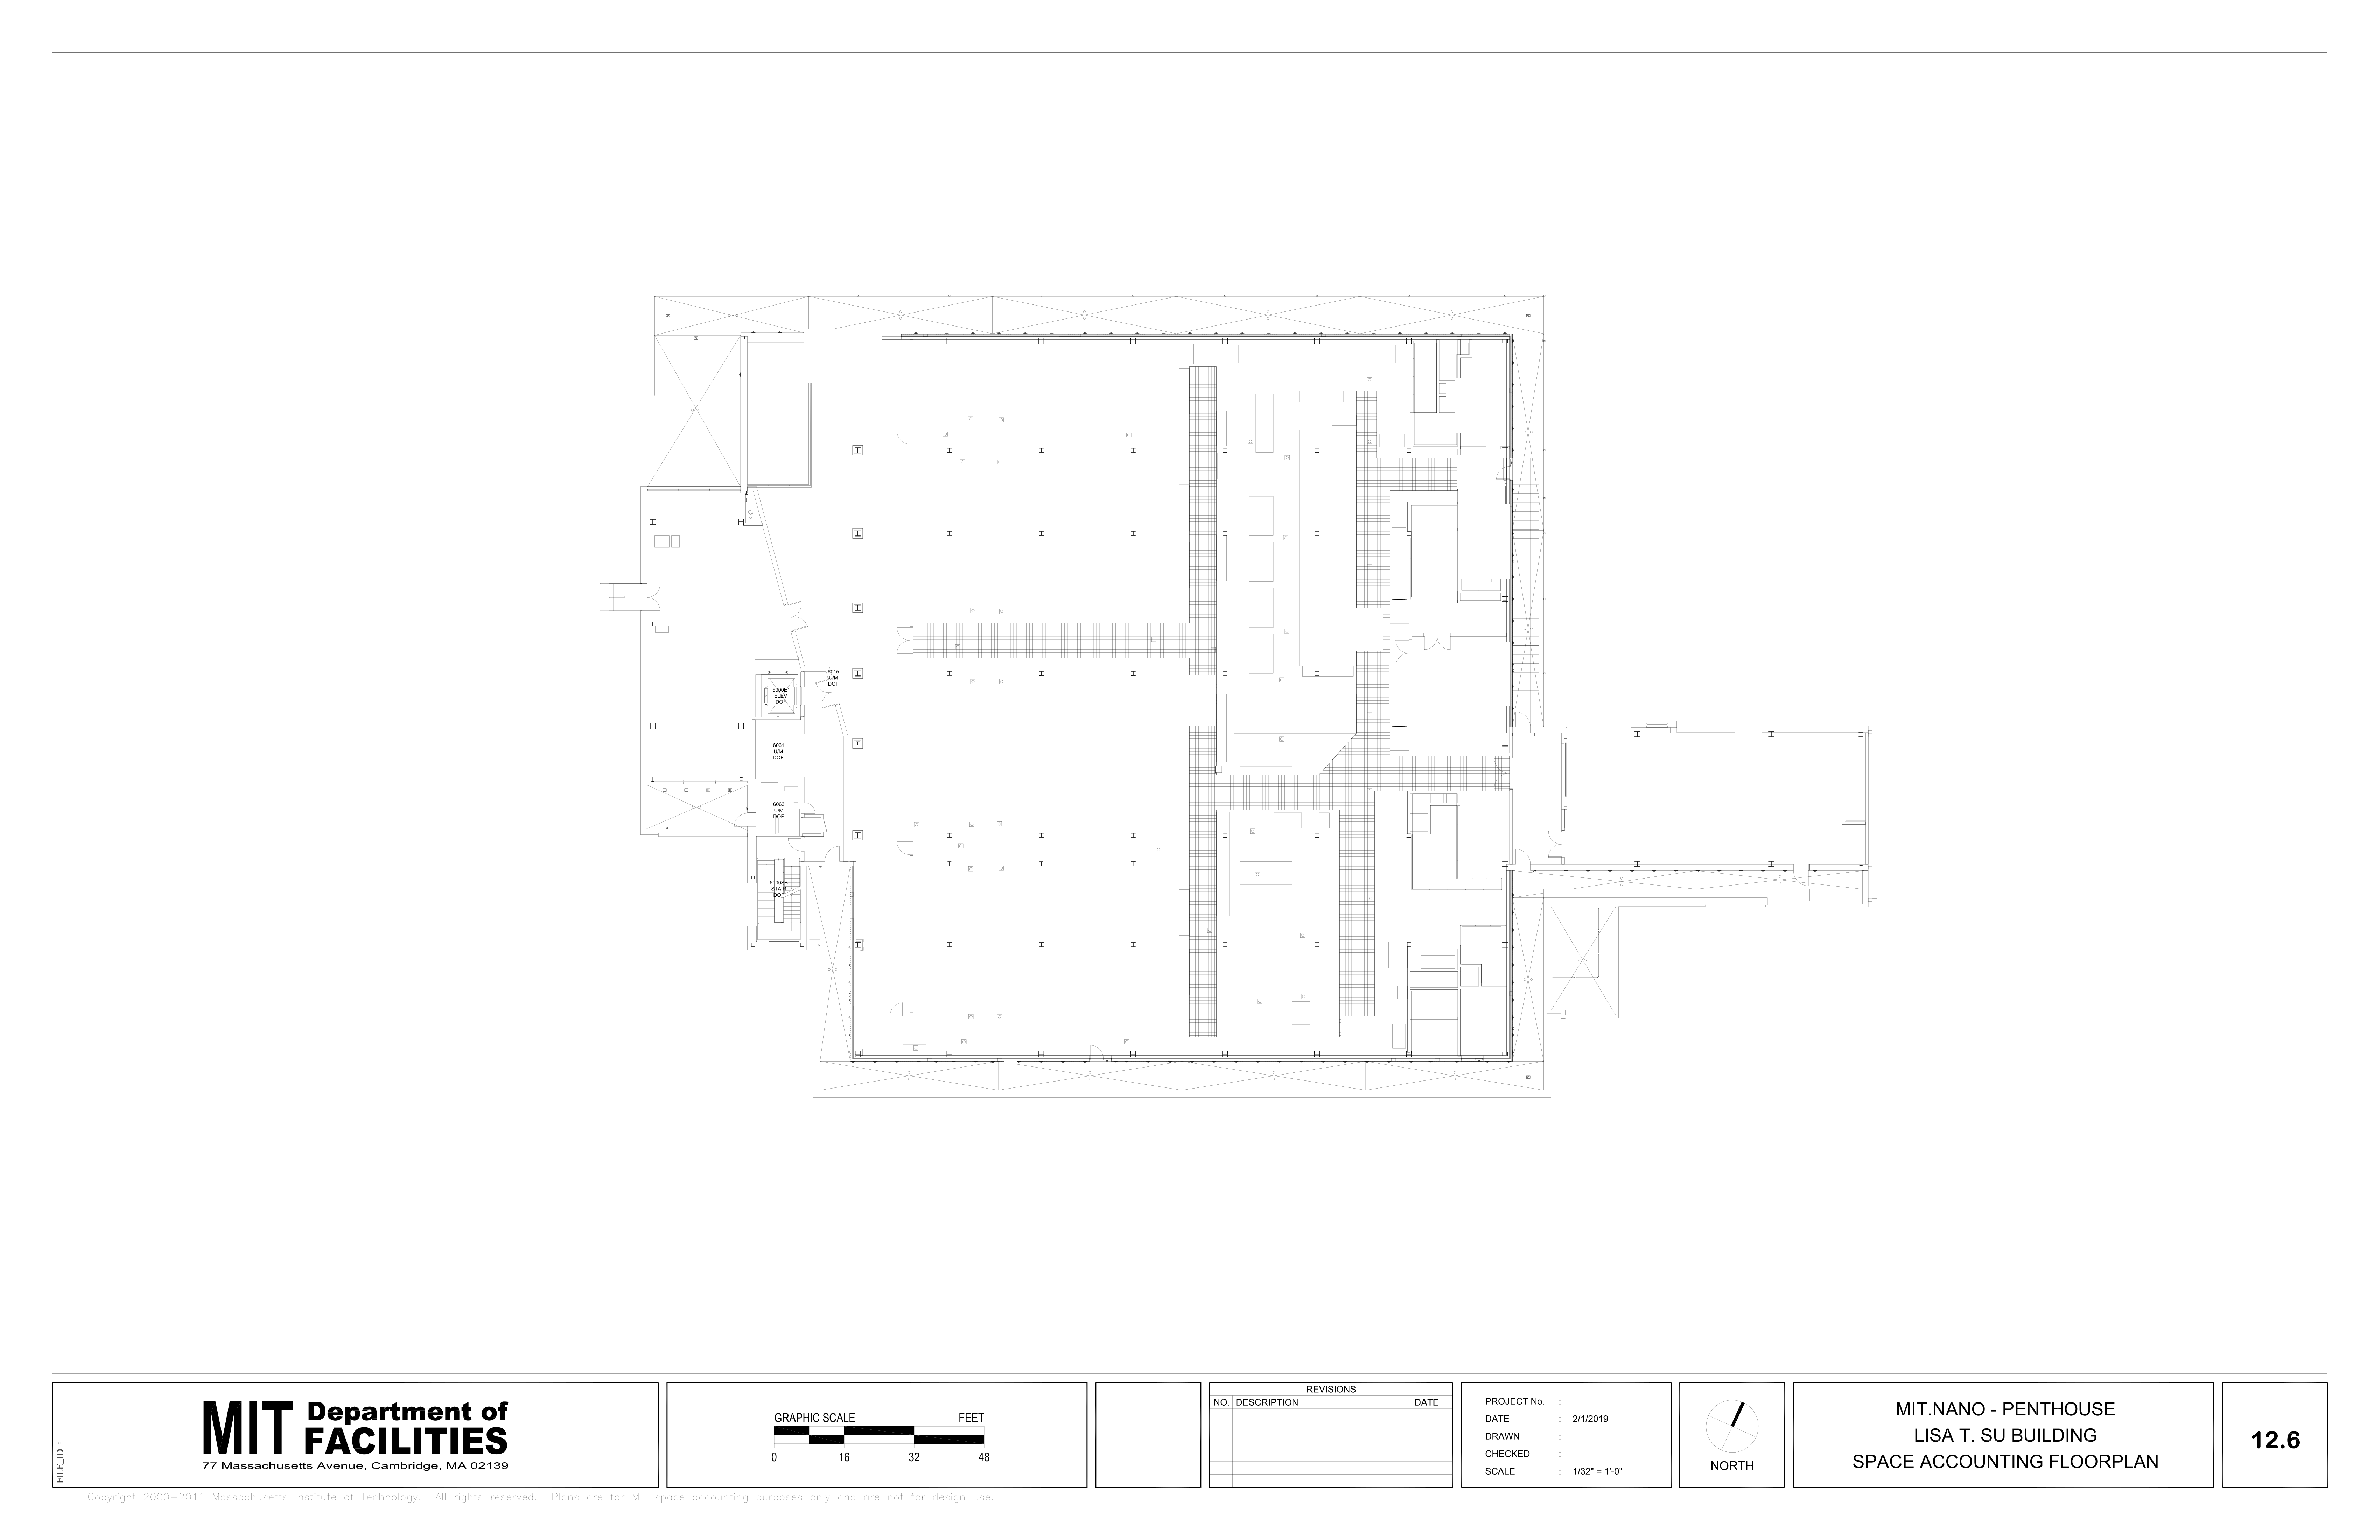 6015
U/M
DOF
6000E1
ELEV
DOF
6061
U/M
DOF
6063
U/M
DOF
6000SB
STAIR
DOF
FILE_ID :
MIT Department of
FACILITIES
77 Massachusetts Avenue, Cambridge, MA 02139
GRAPHIC SCALE FEET
0 16 32 48
REVISIONS
NO. DESCRIPTION DATE
PROJECT No. :
DATE : 2/1/2019
DRAWN :
CHECKED :
SCALE : 1/32" = 1'-0"
NORTH
MIT.NANO - PENTHOUSE
LISA T. SU BUILDING
SPACE ACCOUNTING FLOORPLAN
12.6
Copyright 2000-2011 Massachusetts Institute of Technology. All rights reserved. Plans are for MIT space accounting purposes only and are not for design use.